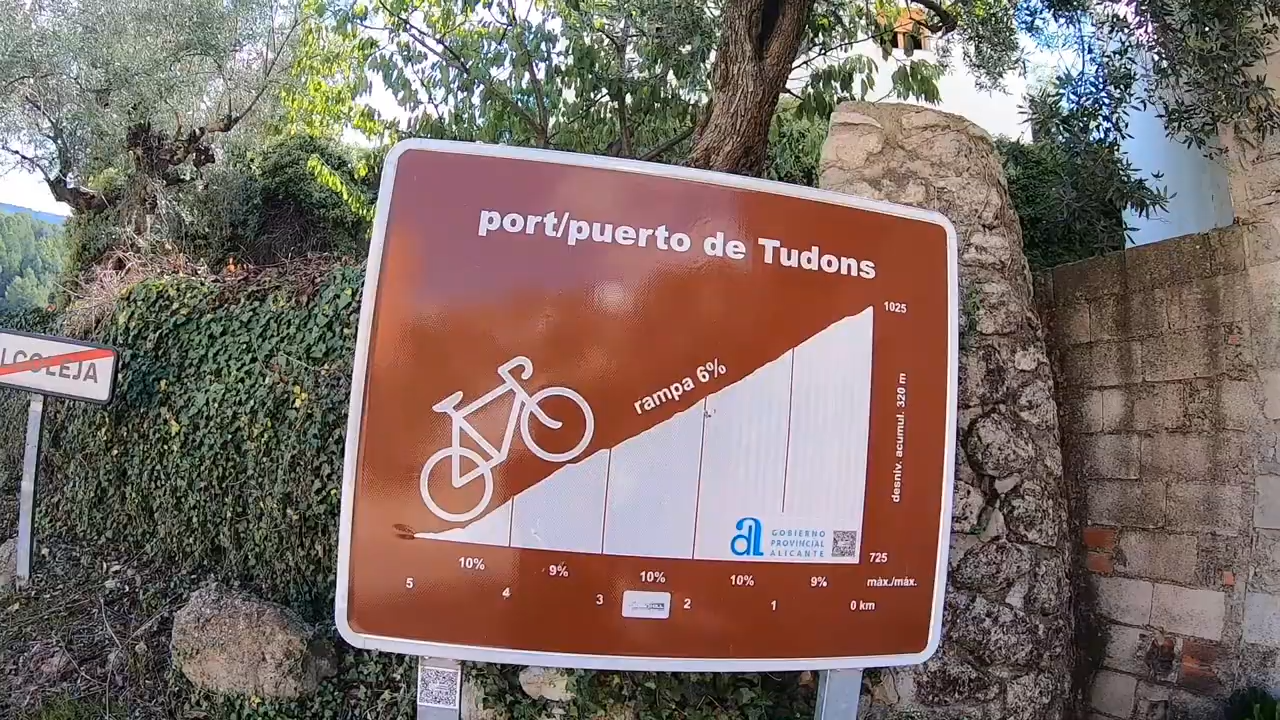 port/puerto de Tudons
1025
rampa 6%
desniv. acumul. 320 m
LCOLEJA
GOBIERNO
PROVINCIAL
ALICANTE
725
10% 9% 10% 10% 9% màx./máx.
5 4 3 2 1 0 km